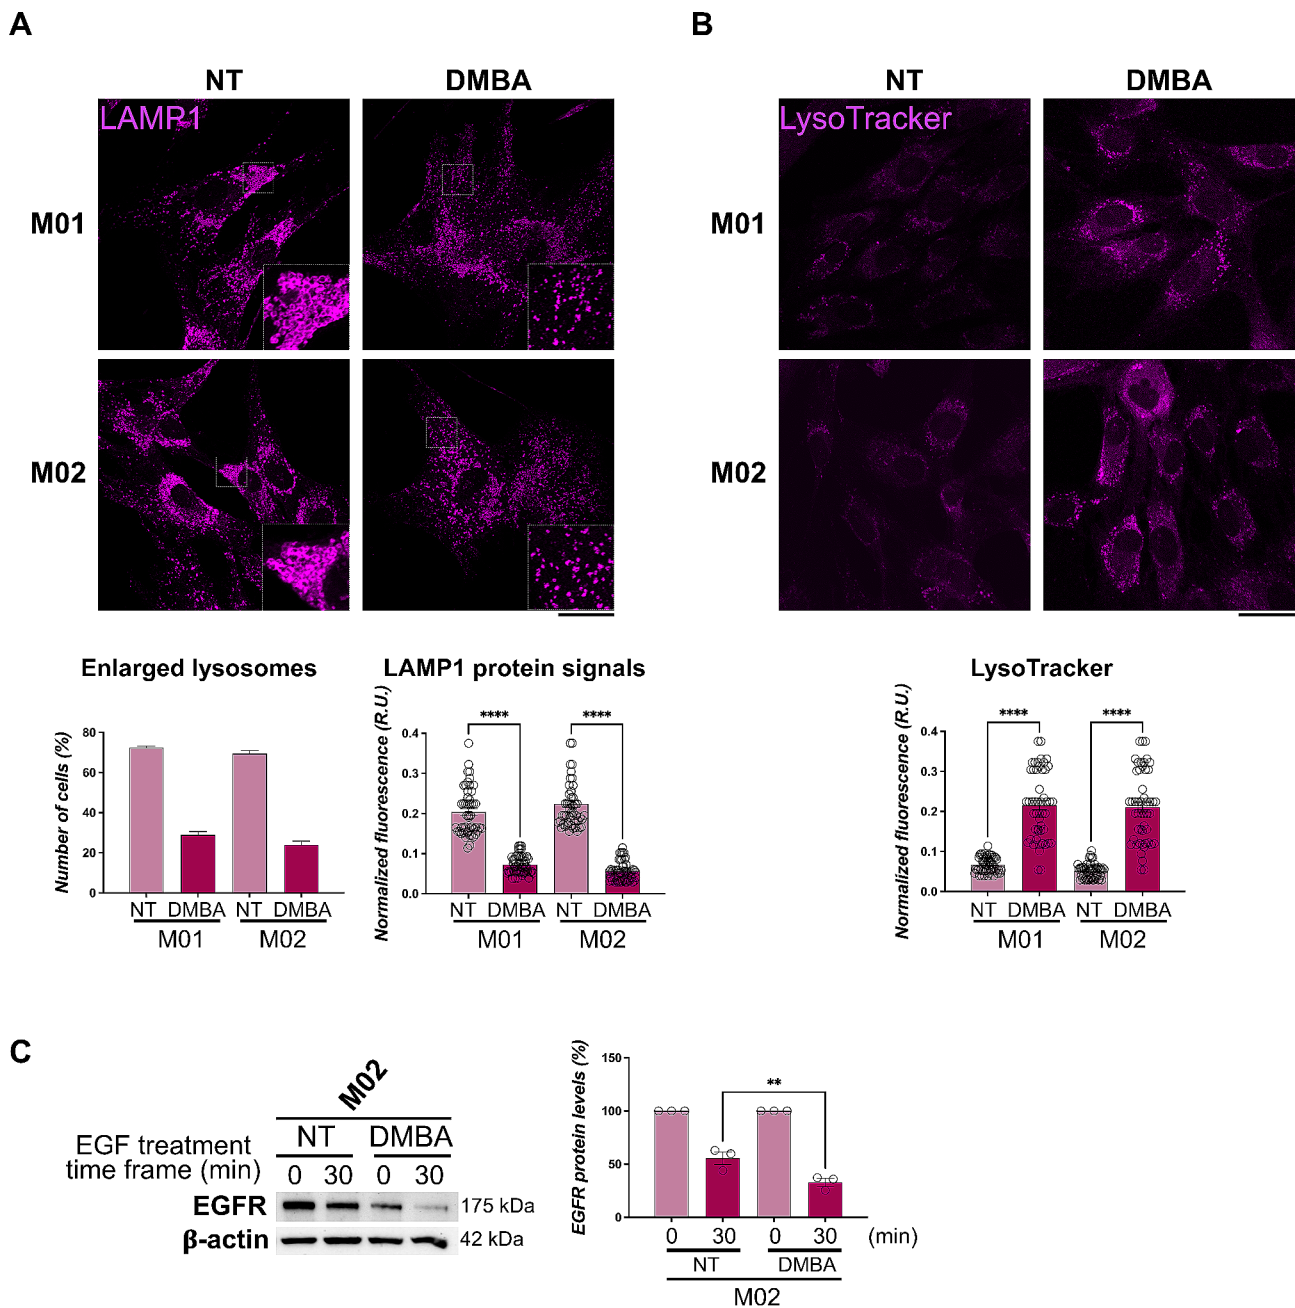 A
B
NT
DMBA
NT
DMBA
LAMP1
LysoTracker
M01
M01
M02
M02
Enlarged lysosomes
Number of cells (%)
80
60
40
20
0
NT DMBA NT DMBA
M01 M02
LAMP1 protein signals
Normalized fluorescence (R.U.)
0.4
0.3
0.2
0.1
0.0
**** ****
NT DMBA NT DMBA
M01 M02
LysoTracker
Normalized fluorescence (R.U.)
0.4
0.3
0.2
0.1
0.0
**** ****
NT DMBA NT DMBA
M01 M02
C
M02
NT DMBA
EGF treatment
time frame (min) 0 30 0 30
EGFR 175 kDa
β-actin 42 kDa
EGFR protein levels (%)
150
100
50
0
**
0 30 0 30 (min)
NT DMBA
M02